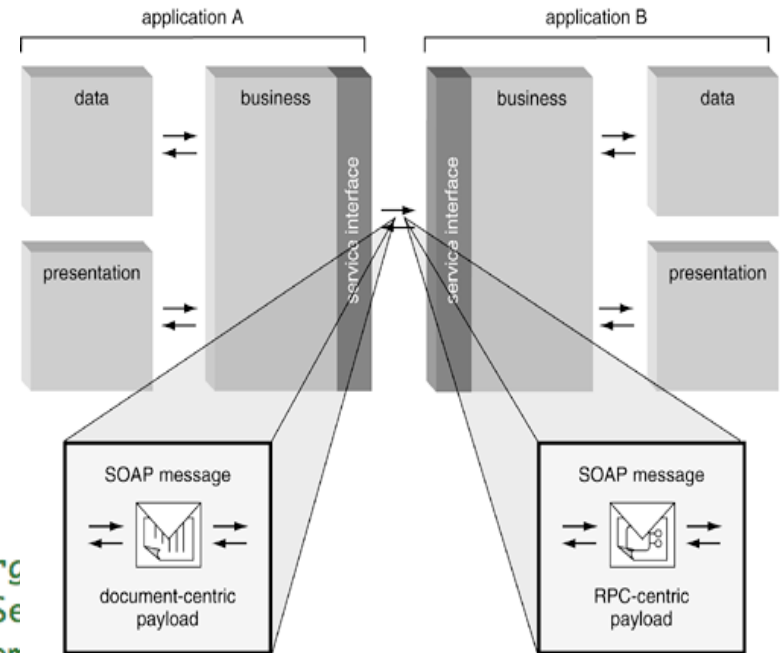 application A
application B
data
business
service interface
service interface
business
data
presentation
presentation
SOAP message
document-centric
payload
SOAP message
RPC-centric
payload